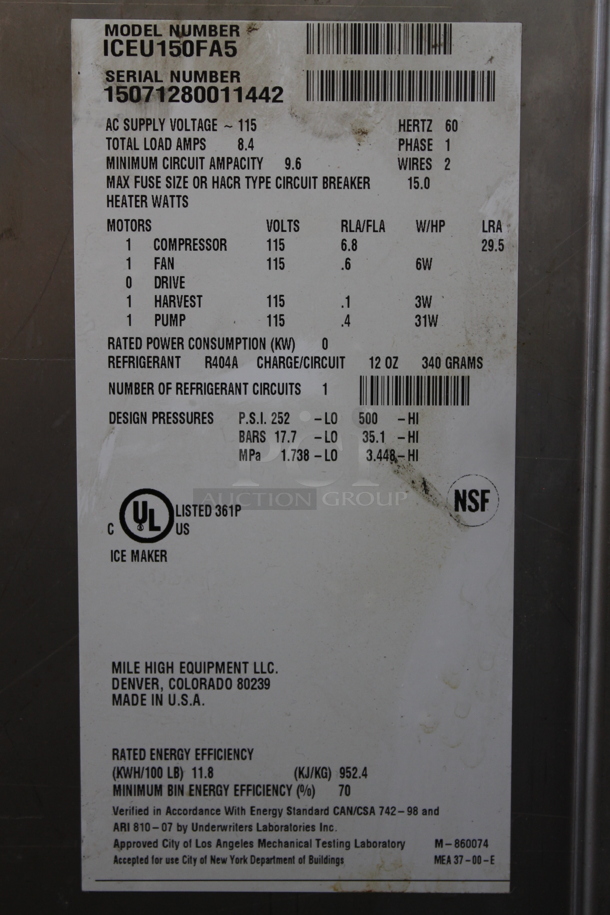 MODEL NUMBER
ICEU150FA5
SERIAL NUMBER
15071280011442
AC SUPPLY VOLTAGE ~ 115 HERTZ 60
TOTAL LOAD AMPS 8.4 PHASE 1
MINIMUM CIRCUIT AMPACITY 9.6 WIRES 2
MAX FUSE SIZE OR HACR TYPE CIRCUIT BREAKER 15.0
HEATER WATTS
MOTORS VOLTS RLA/FLA W/HP LRA
1 COMPRESSOR 115 6.8 29.5
1 FAN 115 .6 6W
0 DRIVE
1 HARVEST 115 .1 3W
1 PUMP 115 .4 31W
RATED POWER CONSUMPTION (KW) 0
REFRIGERANT R404A CHARGE/CIRCUIT 12 OZ 340 GRAMS
NUMBER OF REFRIGERANT CIRCUITS 1
DESIGN PRESSURES P.S.I. 252 -LO 500 -HI
BARS 17.7 -LO 35.1 -HI
MPa 1.738 -LO 3.448 -HI
PCI
AUCTION GROUP
NSF
C UL US LISTED 361P
ICE MAKER
MILE HIGH EQUIPMENT LLC.
DENVER, COLORADO 80239
MADE IN U.S.A.
RATED ENERGY EFFICIENCY
(KWH/100 LB) 11.8 (KJ/KG) 952.4
MINIMUM BIN ENERGY EFFICIENCY (%) 70
Verified in Accordance With Energy Standard CAN/CSA 742-98 and
ARI 810-07 by Underwriters Laboratories Inc.
Approved City of Los Angeles Mechanical Testing Laboratory M-860074
Accepted for use City of New York Department of Buildings MEA 37-00-E